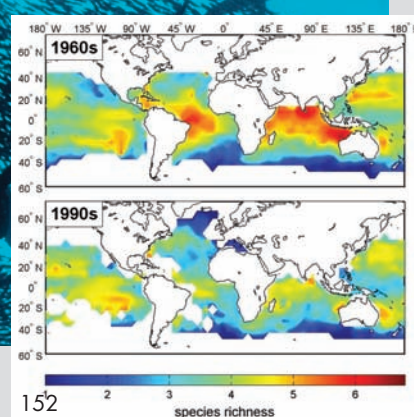 180° W 135° W 90° W 45° W 0° 45° E 90° E 135° E 180° E
1960s
60° N
40° N
20° N
0°
20° S
40° S
60° S
1990s
60° N
40° N
20° N
0°
20° S
40° S
60° S
2 3 4 5 6
species richness
152